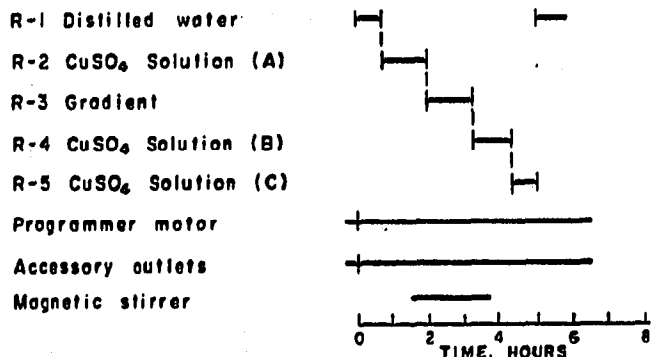 R-1 Distilled water
R-2 CuSO₄ Solution (A)
R-3 Gradient
R-4 CuSO₄ Solution (B)
R-5 CuSO₄ Solution (C)
Programmer motor
Accessory outlets
Magnetic stirrer
0 2 4 6 8
TIME, HOURS